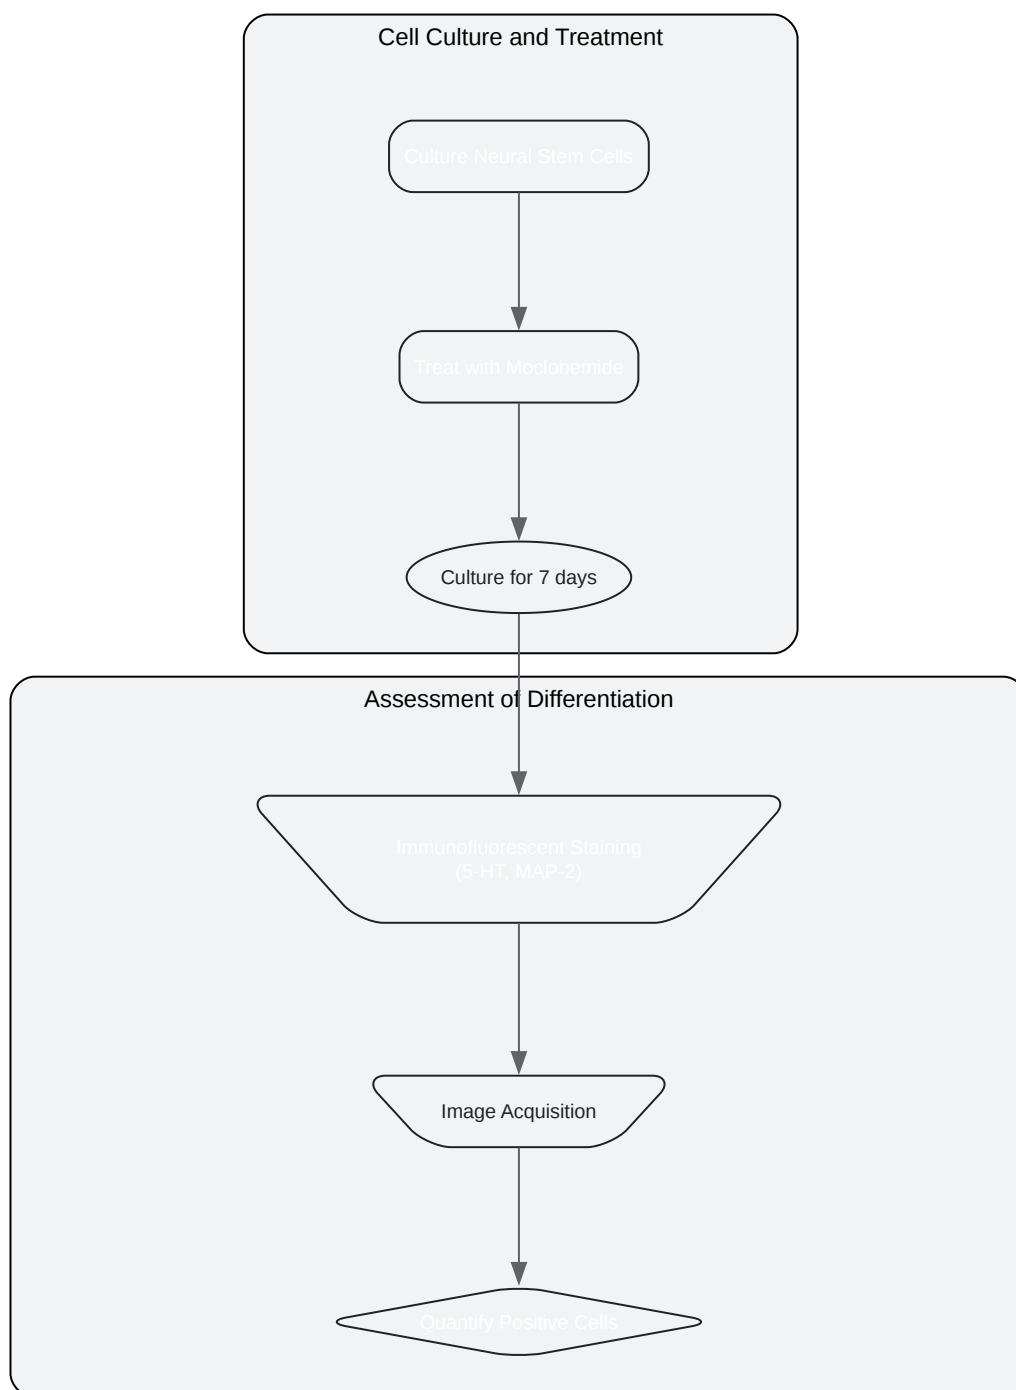 Cell Culture and Treatment
Culture Neural Stem Cells
Treat with Moclobemide
Culture for 7 days
Assessment of Differentiation
Immunofluorescent Staining
(5-HT, MAP-2)
Image Acquisition
Quantify Positive Cells